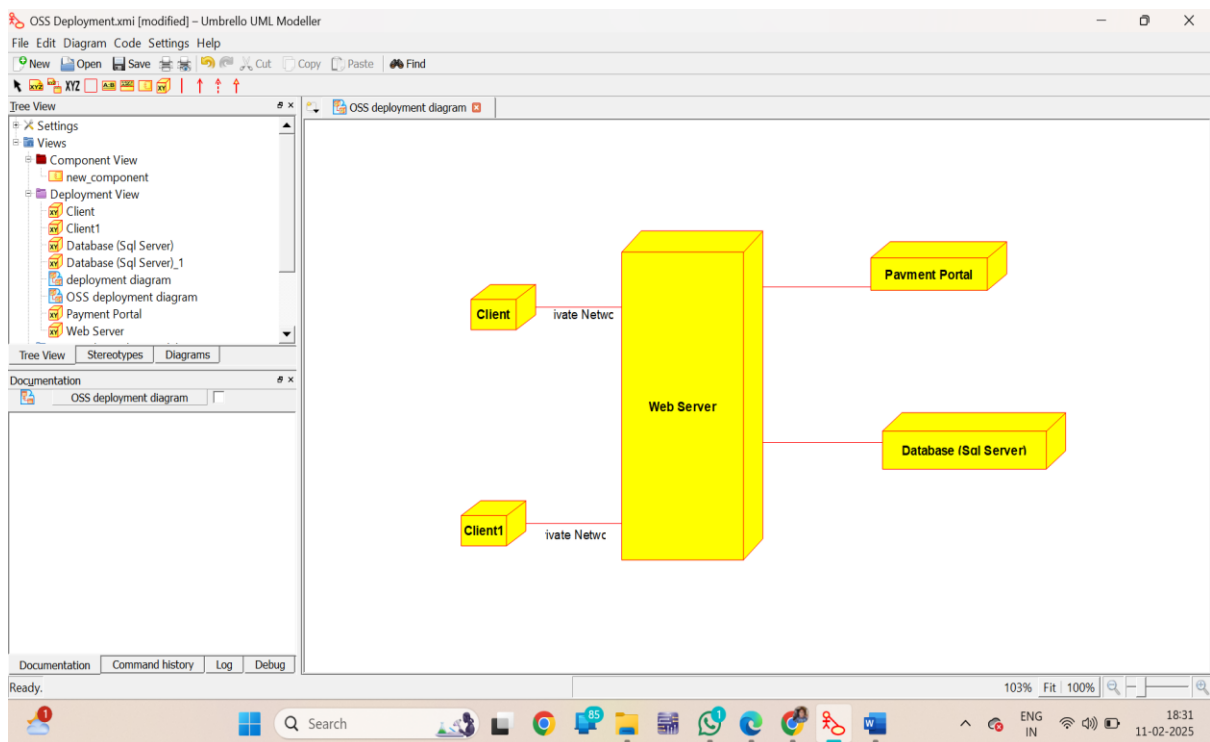 OSS Deployment.xmi [modified] – Umbrello UML Modeller
File Edit Diagram Code Settings Help
New Open Save Cut Copy Paste Find
XYZ
Tree View
OSS deployment diagram
Settings
Views
Component View
new_component
Deployment View
Client
Client1
Database (Sql Server)
Database (Sql Server)_1
deployment diagram
OSS deployment diagram
Payment Portal
Web Server
Tree View Stereotypes Diagrams
Documentation
OSS deployment diagram
Payment Portal
Client
ivate Netwc
Web Server
Database (Sql Server)
Client1
ivate Netwc
Documentation Command history Log Debug
Ready.
103% Fit 100%
1
Search
85
1
ENG
IN
18:31
11-02-2025